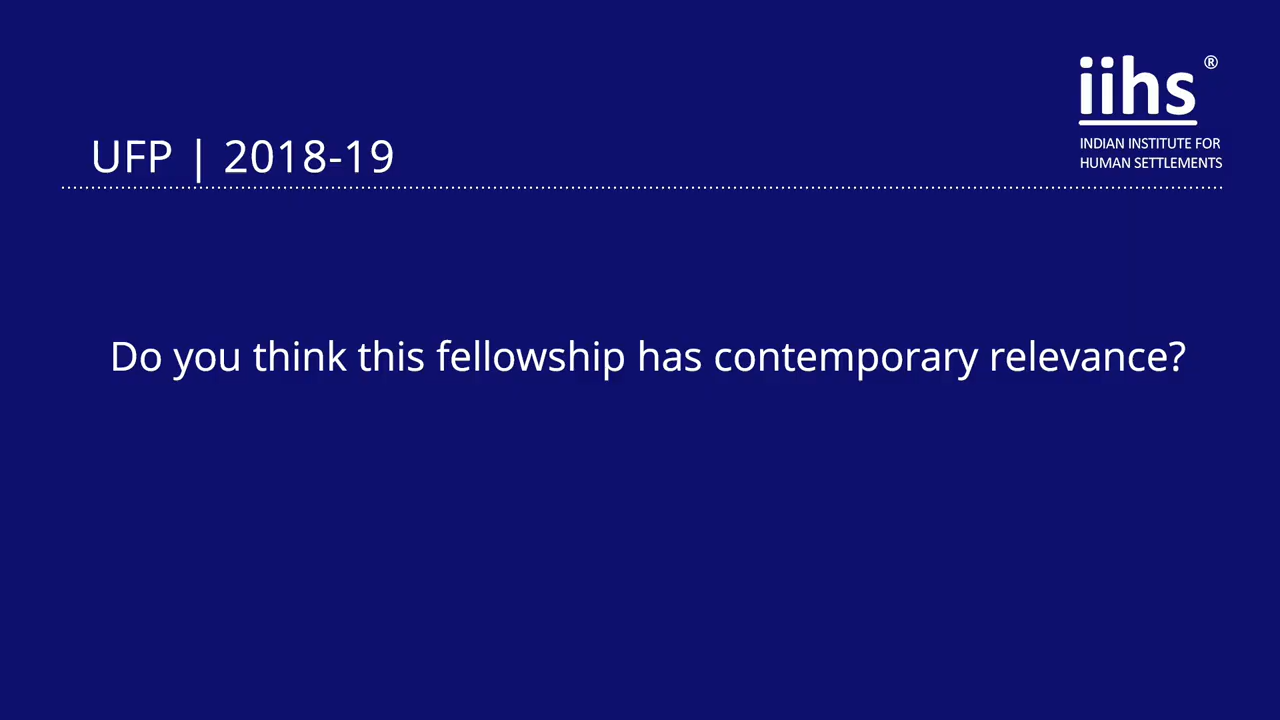 iihs®
INDIAN INSTITUTE FOR
HUMAN SETTLEMENTS
UFP | 2018-19
Do you think this fellowship has contemporary relevance?